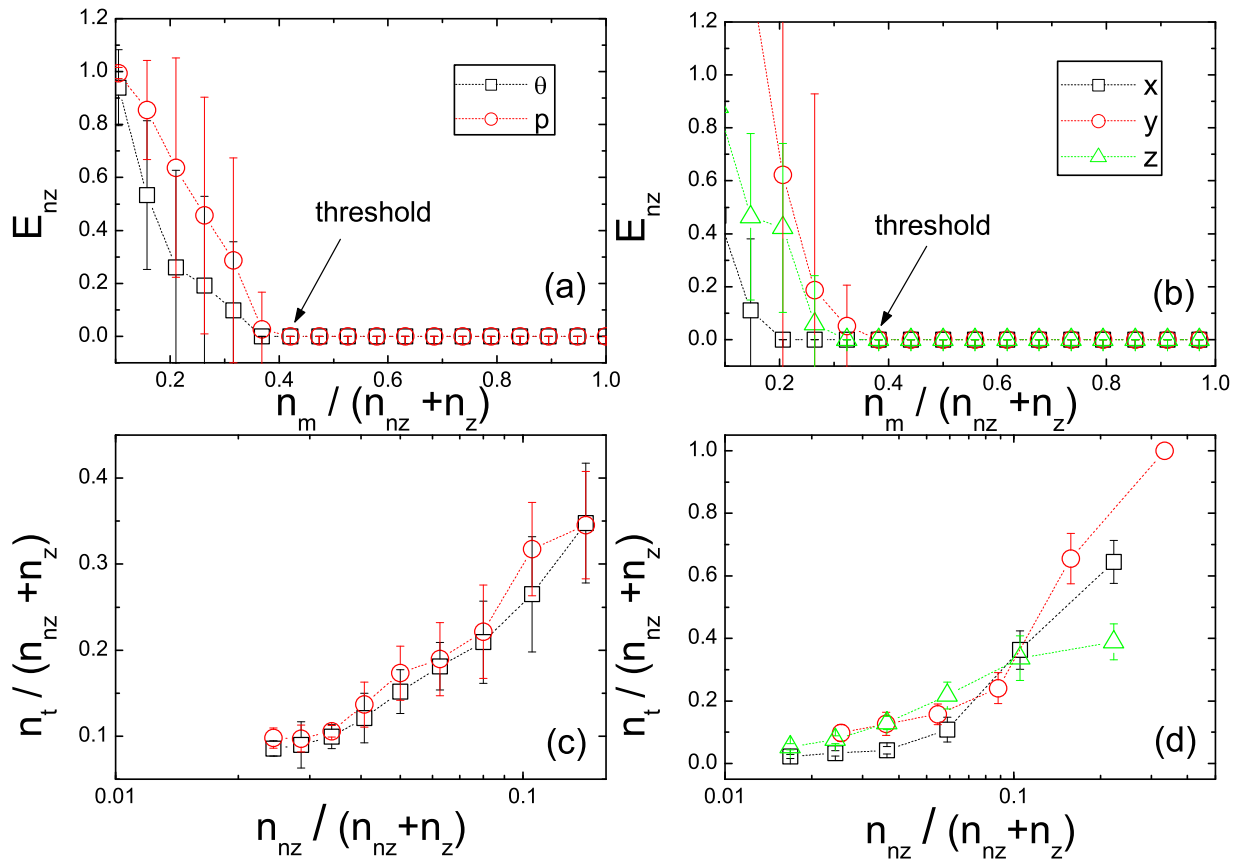 1.2
1.0
0.8
0.6
0.4
0.2
0.0
E_nz
θ
p
threshold
(a)
0.2 0.4 0.6 0.8 1.0
n_m / (n_nz +n_z)
1.2
1.0
0.8
0.6
0.4
0.2
0.0
E_nz
x
y
z
threshold
(b)
0.2 0.4 0.6 0.8 1.0
n_m / (n_nz +n_z)
0.4
0.3
0.2
0.1
n_t / (n_nz +n_z)
(c)
0.01 0.1
n_nz / (n_nz+n_z)
1.0
0.8
0.6
0.4
0.2
0.0
n_t / (n_nz +n_z)
(d)
0.01 0.1
n_nz / (n_nz+n_z)